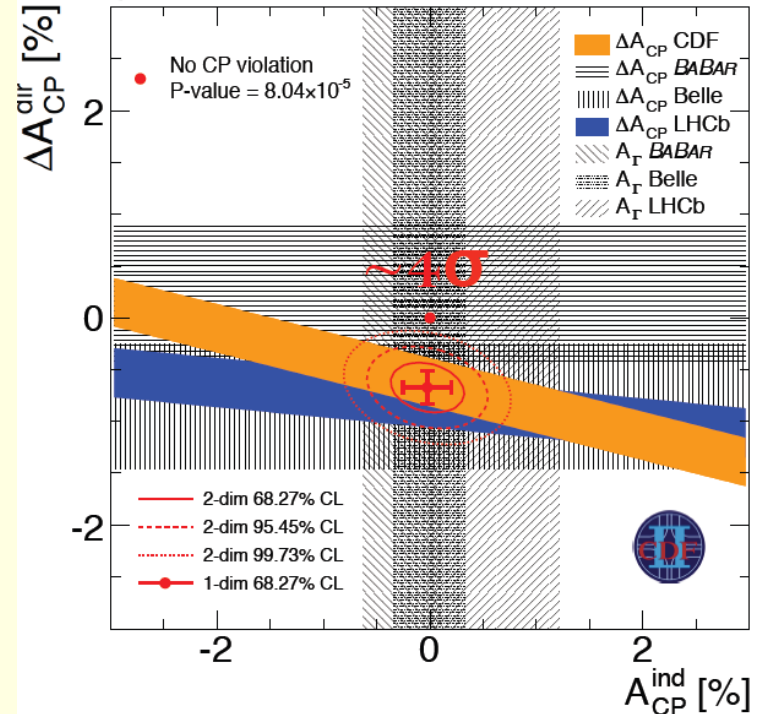 ΔA_CP^dir [%]
No CP violation
P-value = 8.04×10^-5
ΔA_CP CDF
ΔA_CP BABAR
ΔA_CP Belle
ΔA_CP LHCb
A_Γ BABAR
A_Γ Belle
A_Γ LHCb
2
~4σ
0
2-dim 68.27% CL
2-dim 95.45% CL
2-dim 99.73% CL
1-dim 68.27% CL
-2
II
CDF
-2 0 2
A_CP^ind [%]